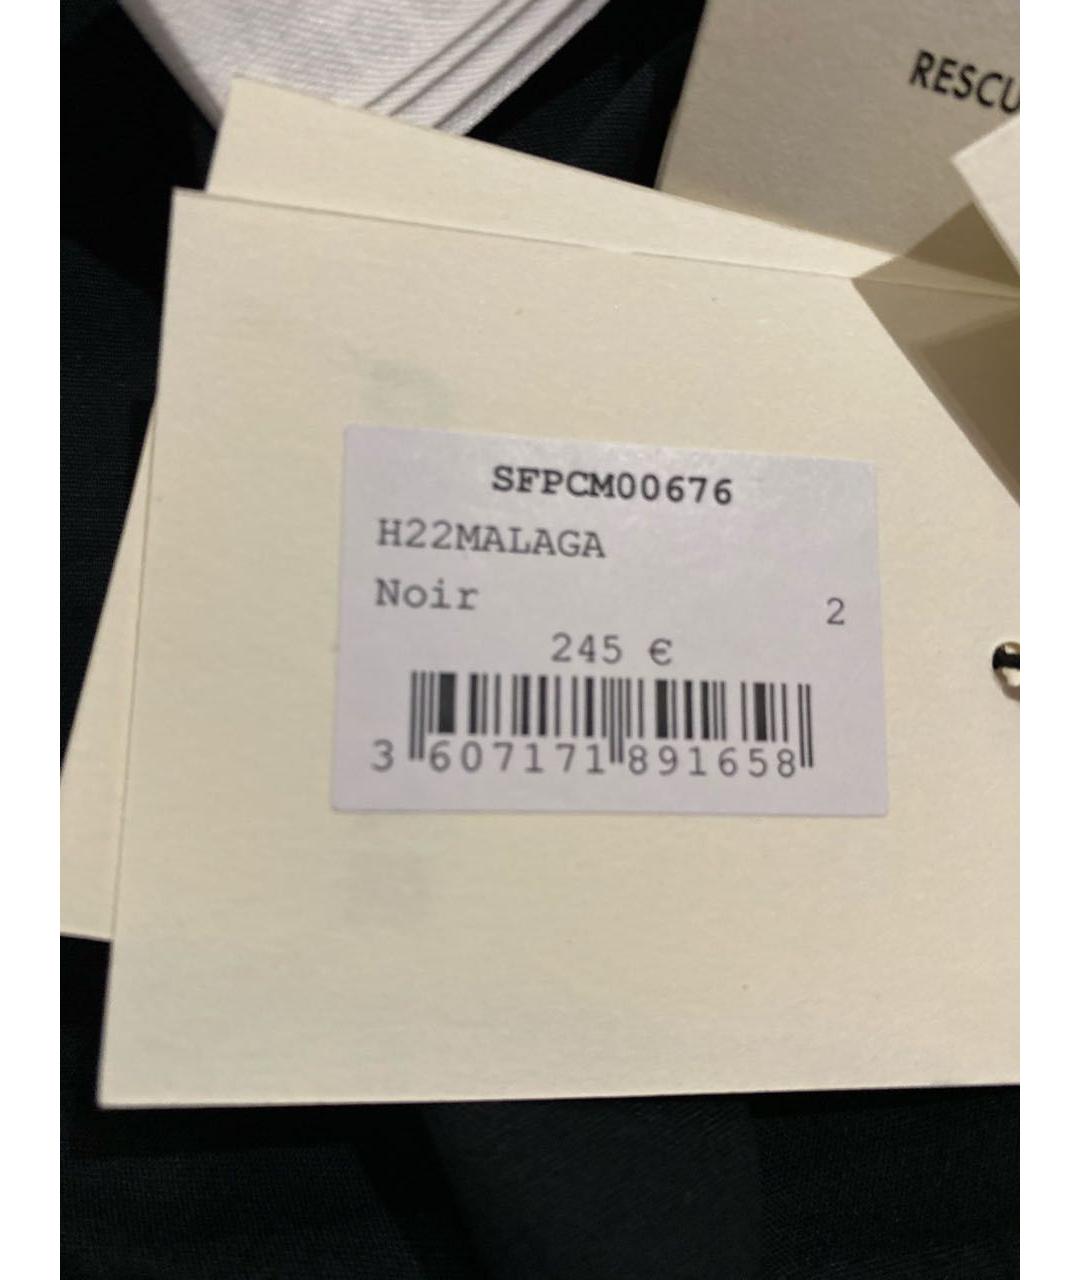 RESCU
SFPCM00676
H22MALAGA
Noir
2
245 €
3 607171 891658